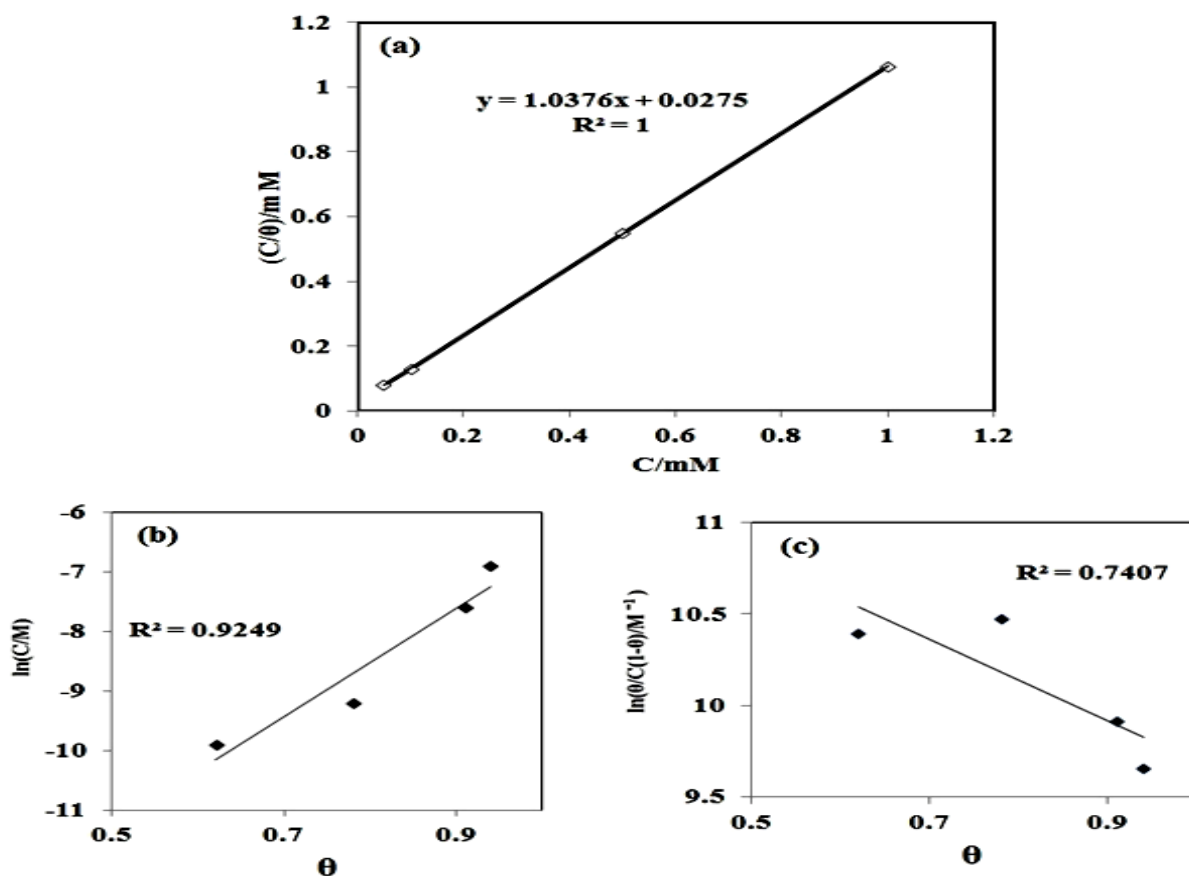 (a)
y = 1.0376x + 0.0275
R² = 1
(C/θ)/m M
1.2
1
0.8
0.6
0.4
0.2
0
0 0.2 0.4 0.6 0.8 1 1.2
C/mM
(b)
R² = 0.9249
ln(C/M)
-6
-7
-8
-9
-10
-11
0.5 0.7 0.9
θ
(c)
R² = 0.7407
ln(θ/C(1-θ)/M⁻¹)
11
10.5
10
9.5
0.5 0.7 0.9
θ